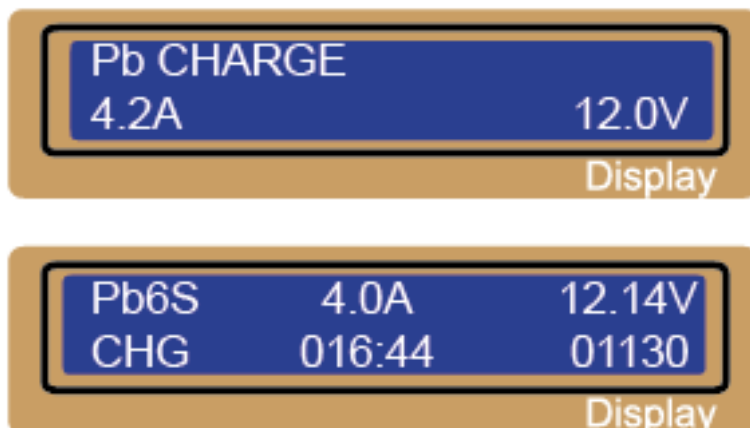 Pb CHARGE
4.2A 12.0V
Display
Pb6S 4.0A 12.14V
CHG 016:44 01130
Display